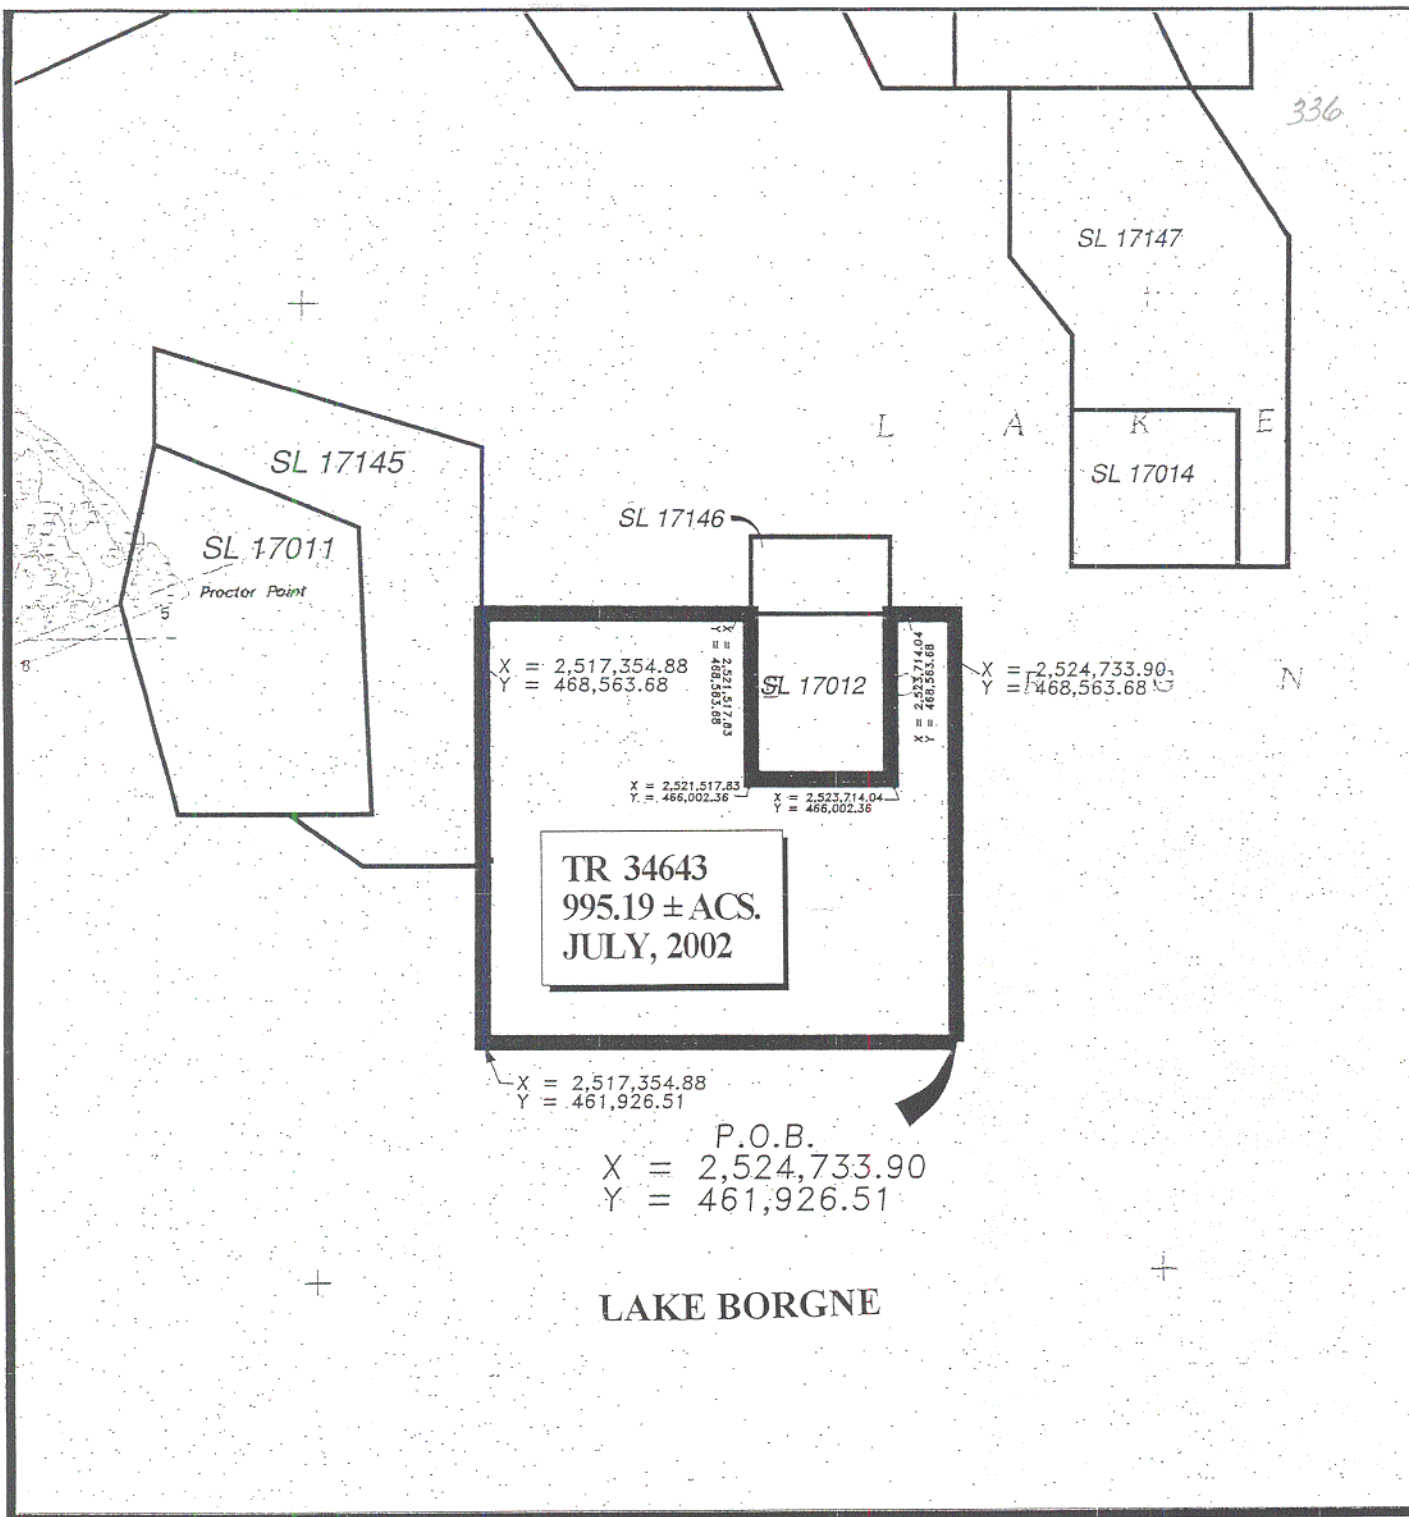 336
SL 17147
L A K E
SL 17145
SL 17014
SL 17146
SL 17011
Proctor Point
5
8
X = 2,517,354.88
Y = 468,563.68
X = 2,521,517.83
Y = 468,563.68
SL 17012
X = 2,523,714.04
Y = 468,563.68
X = 2,524,733.90
Y = 468,563.68
G N
X = 2,521,517.83
Y = 466,002.36
X = 2,523,714.04
Y = 466,002.36
TR 34643
995.19 ± ACS.
JULY, 2002
X = 2,517,354.88
Y = 461,926.51
P.O.B.
X = 2,524,733.90
Y = 461,926.51
LAKE BORGNE